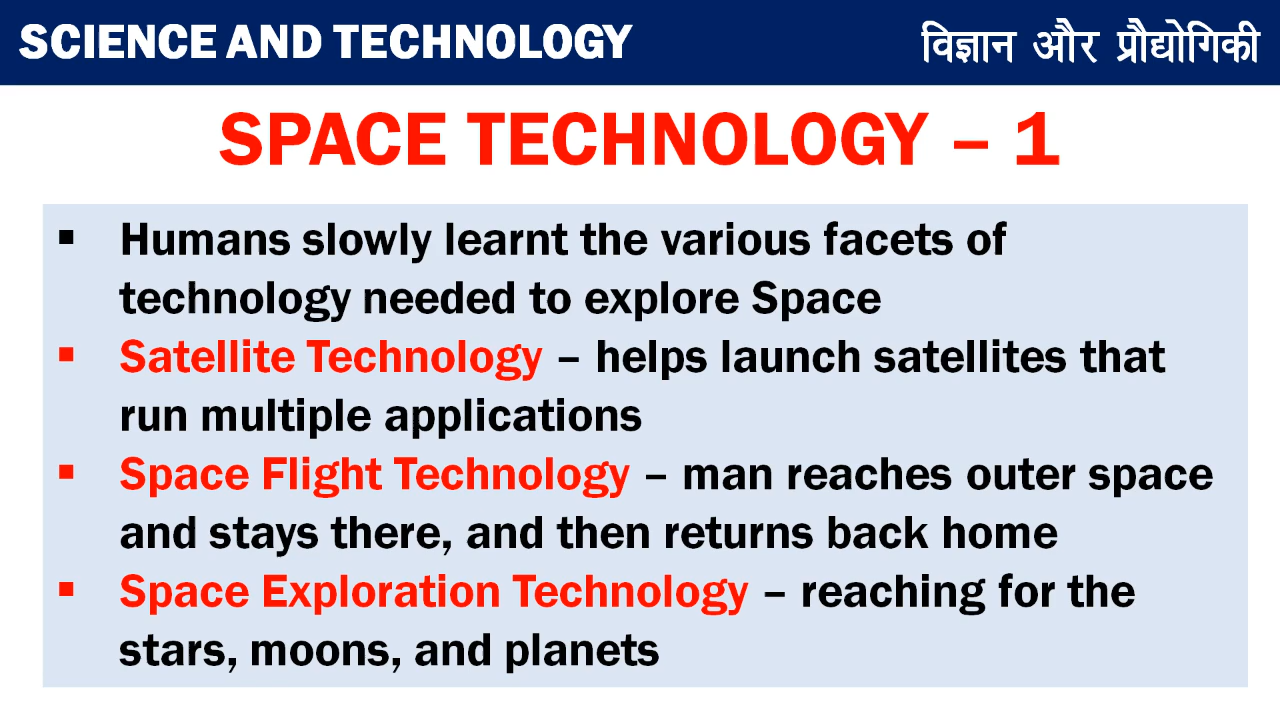 SCIENCE AND TECHNOLOGY
विज्ञान और प्रौद्योगिकी
SPACE TECHNOLOGY – 1
▪ Humans slowly learnt the various facets of
technology needed to explore Space
▪ Satellite Technology – helps launch satellites that
run multiple applications
▪ Space Flight Technology – man reaches outer space
and stays there, and then returns back home
▪ Space Exploration Technology – reaching for the
stars, moons, and planets